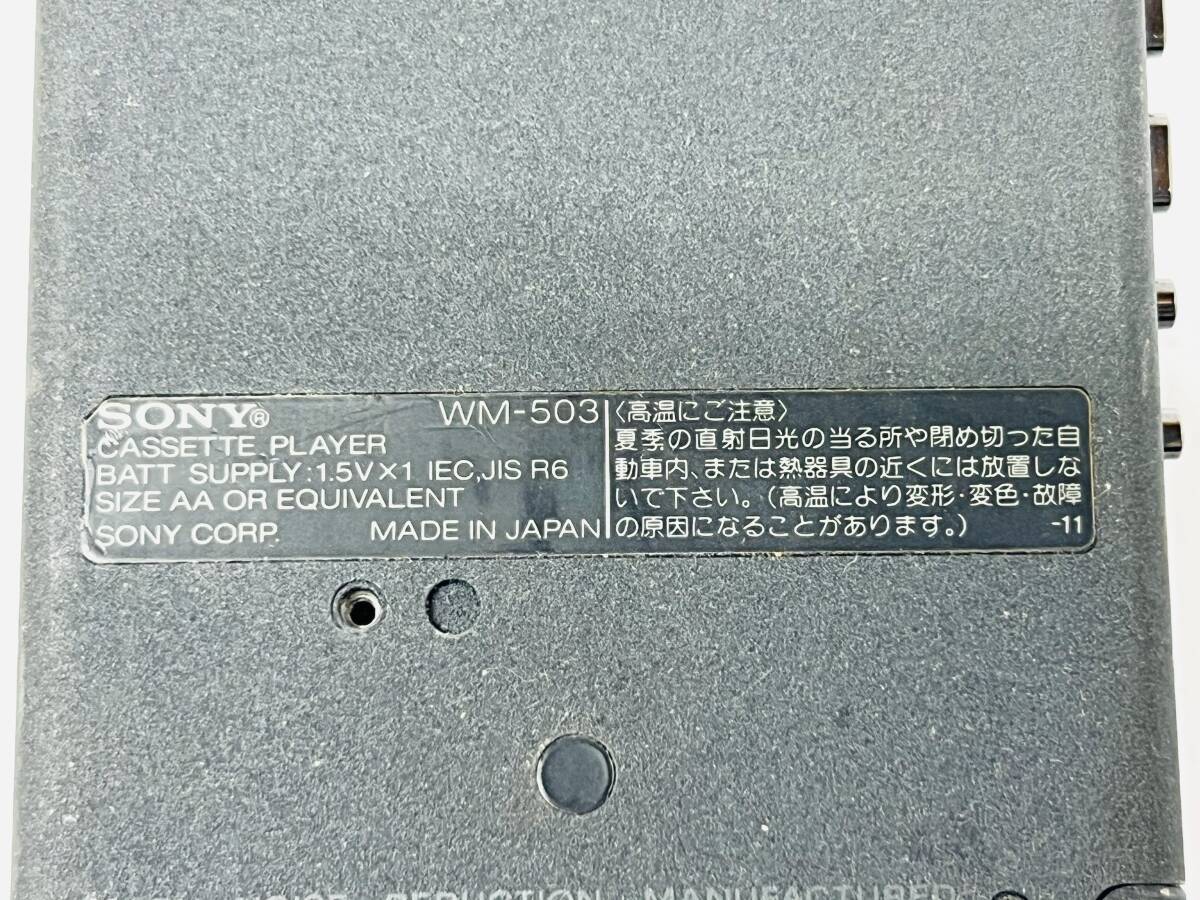 SONY® WM-503
CASSETTE PLAYER
BATT SUPPLY:1.5V×1 IEC,JIS R6
SIZE AA OR EQUIVALENT
SONY CORP. MADE IN JAPAN
〈高温にご注意〉
夏季の直射日光の当る所や閉め切った自
動車内、または熱器具の近くには放置しな
いで下さい。(高温により変形·変色·故障
の原因になることがあります。) -11
NOISE REDUCTION MANUFACTURED